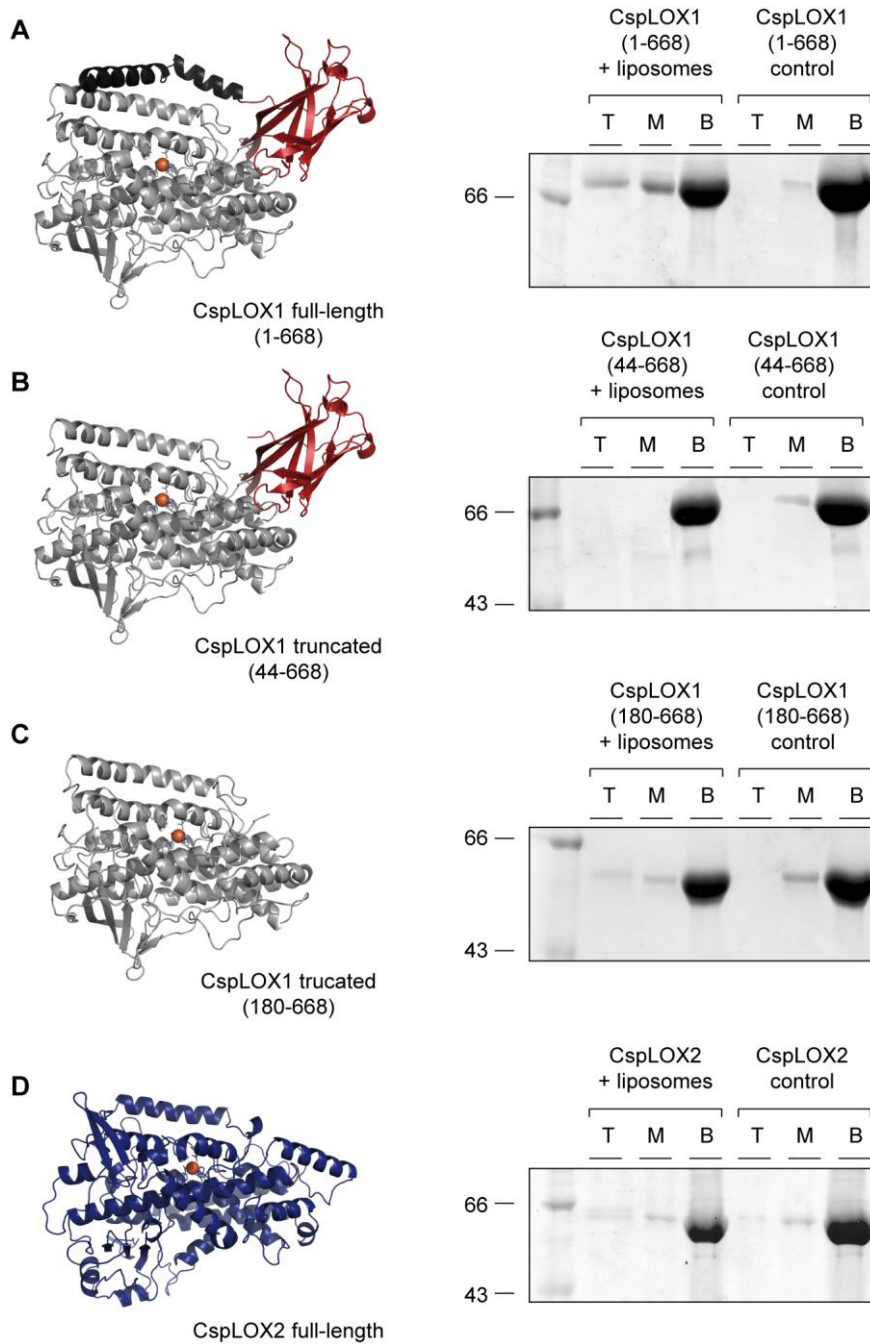 A
CspLOX1 full-length
(1-668)
CspLOX1
(1-668)
+ liposomes
CspLOX1
(1-668)
control
T M B T M B
66
B
CspLOX1 truncated
(44-668)
CspLOX1
(44-668)
+ liposomes
CspLOX1
(44-668)
control
T M B T M B
66
43
C
CspLOX1 trucated
(180-668)
CspLOX1
(180-668)
+ liposomes
CspLOX1
(180-668)
control
T M B T M B
66
43
D
CspLOX2 full-length
CspLOX2
+ liposomes
CspLOX2
control
T M B T M B
66
43